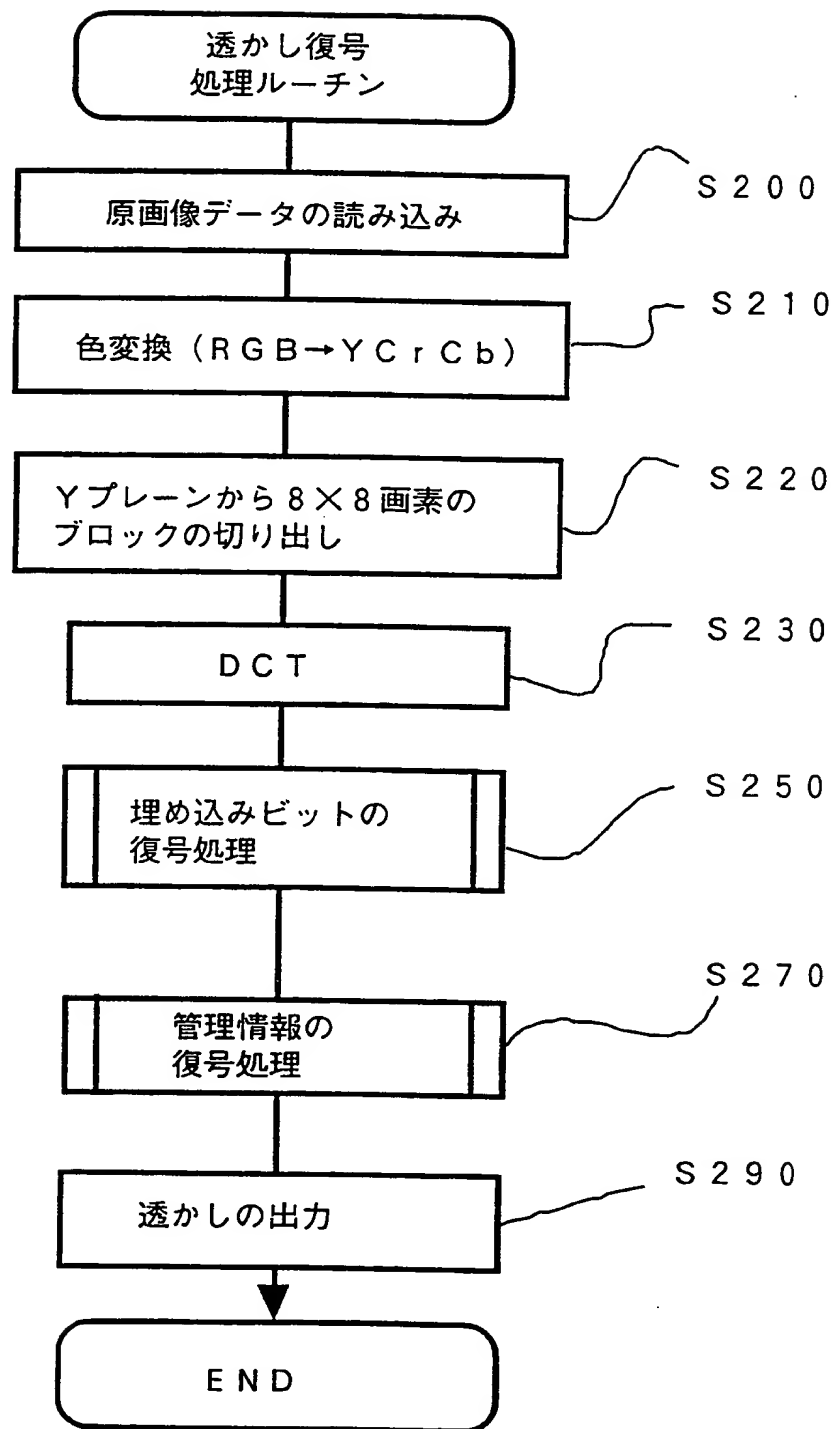 透かし復号
処理ルーチン
原画像データの読み込み
S200
色変換(RGB→YCrCb)
S210
Yプレーンから8×8画素の
ブロックの切り出し
S220
DCT
S230
埋め込みビットの
復号処理
S250
管理情報の
復号処理
S270
透かしの出力
S290
END